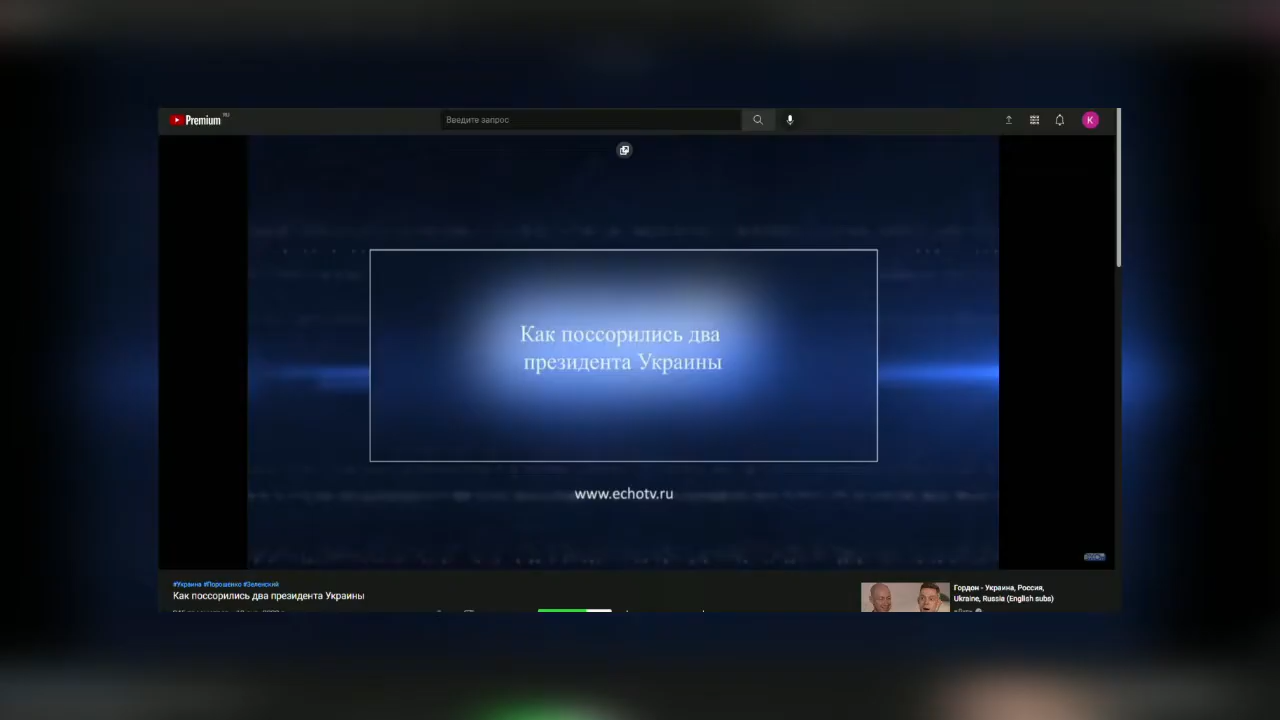 Premium RU
Введите запрос
K
Как поссорились два
президента Украины
www.echotv.ru
#Украина #Порошенко #Зеленский
Как поссорились два президента Украины
Гордон - Украина, Россия,
Ukraine, Russia (English subs)